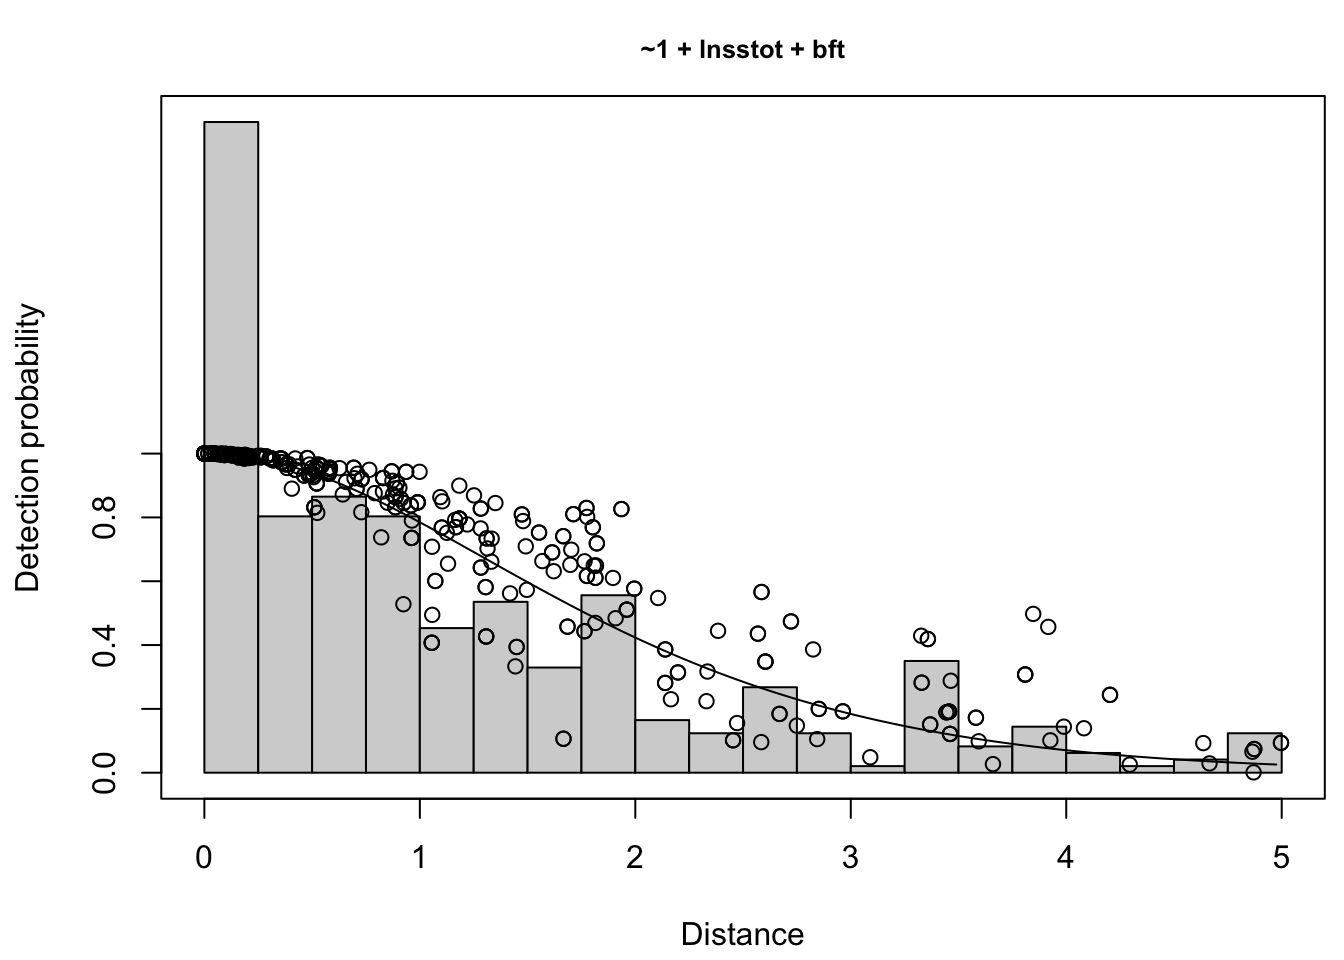 ~1 + lnsstot + bft
Detection probability
0.8
0.4
0.0
0 1 2 3 4 5
Distance